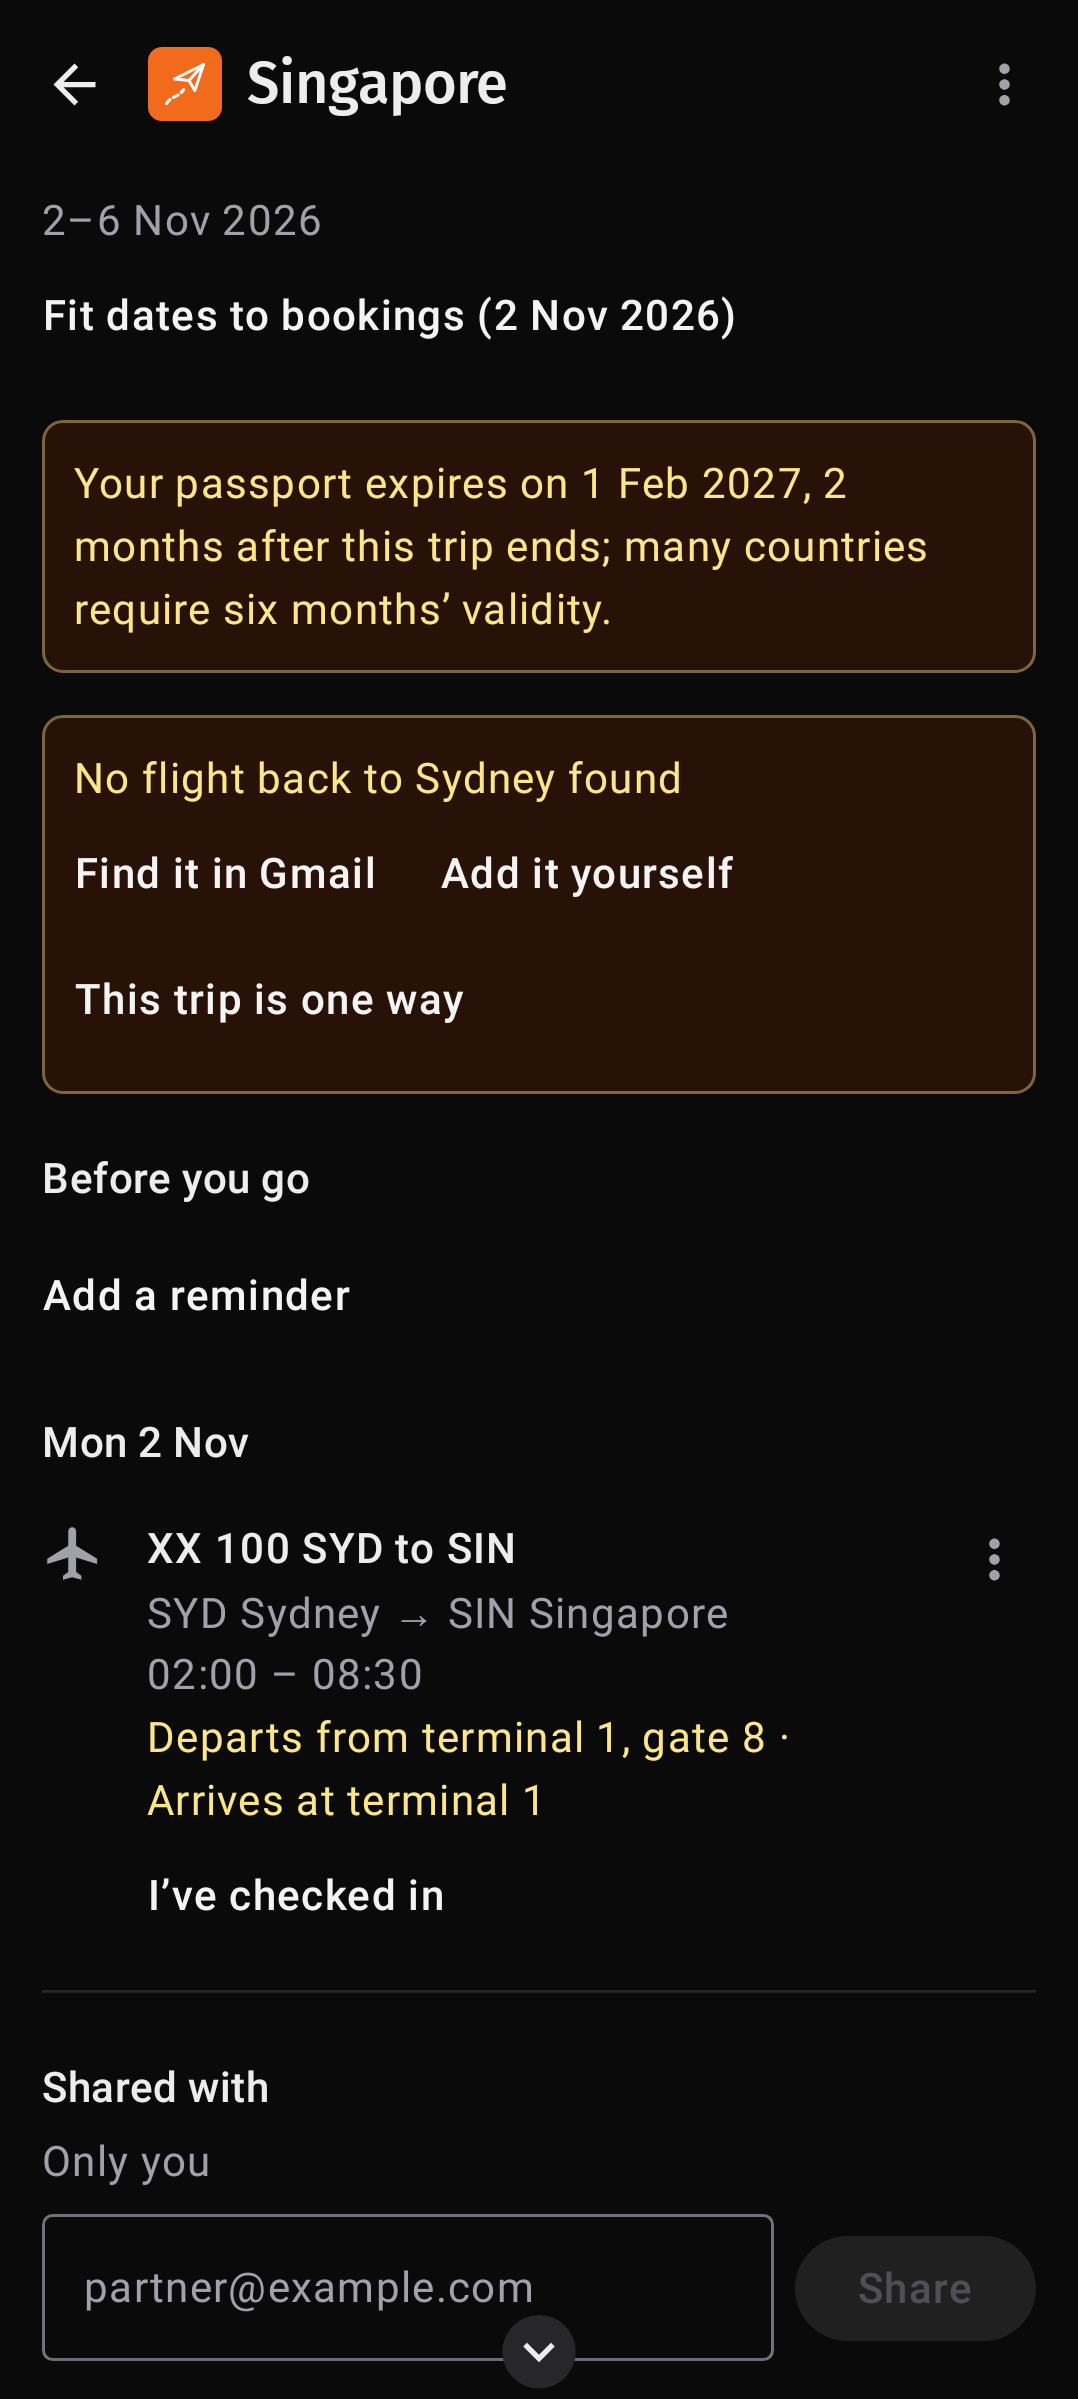 Singapore
2–6 Nov 2026
Fit dates to bookings (2 Nov 2026)
Your passport expires on 1 Feb 2027, 2
months after this trip ends; many countries
require six months’ validity.
No flight back to Sydney found
Find it in Gmail Add it yourself
This trip is one way
Before you go
Add a reminder
Mon 2 Nov
XX 100 SYD to SIN
SYD Sydney → SIN Singapore
02:00 – 08:30
Departs from terminal 1, gate 8 ·
Arrives at terminal 1
I’ve checked in
Shared with
Only you
partner@example.com Share